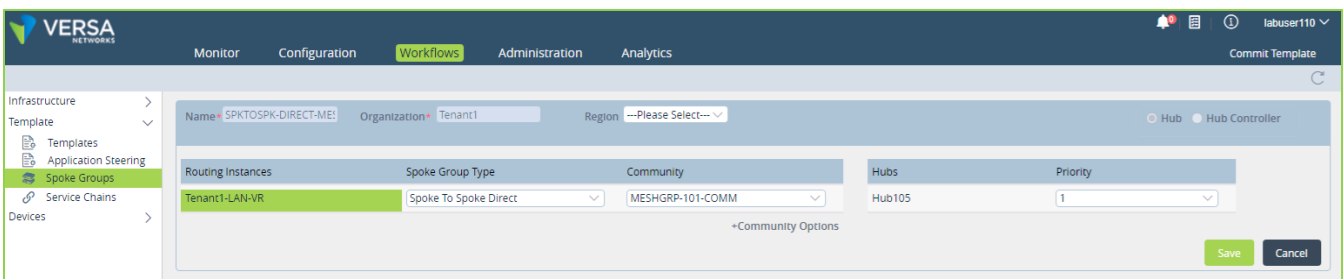 VERSA
NETWORKS
labuser110
Monitor Configuration Workflows Administration Analytics Commit Template
Infrastructure
Template
Templates
Application Steering
Spoke Groups
Service Chains
Devices
Name* SPKTOSPK-DIRECT-MES Organization* Tenant1 Region ---Please Select--- Hub Hub Controller
Routing Instances Spoke Group Type Community Hubs Priority
Tenant1-LAN-VR Spoke To Spoke Direct MESHGRP-101-COMM Hub105 1
+Community Options
Save Cancel